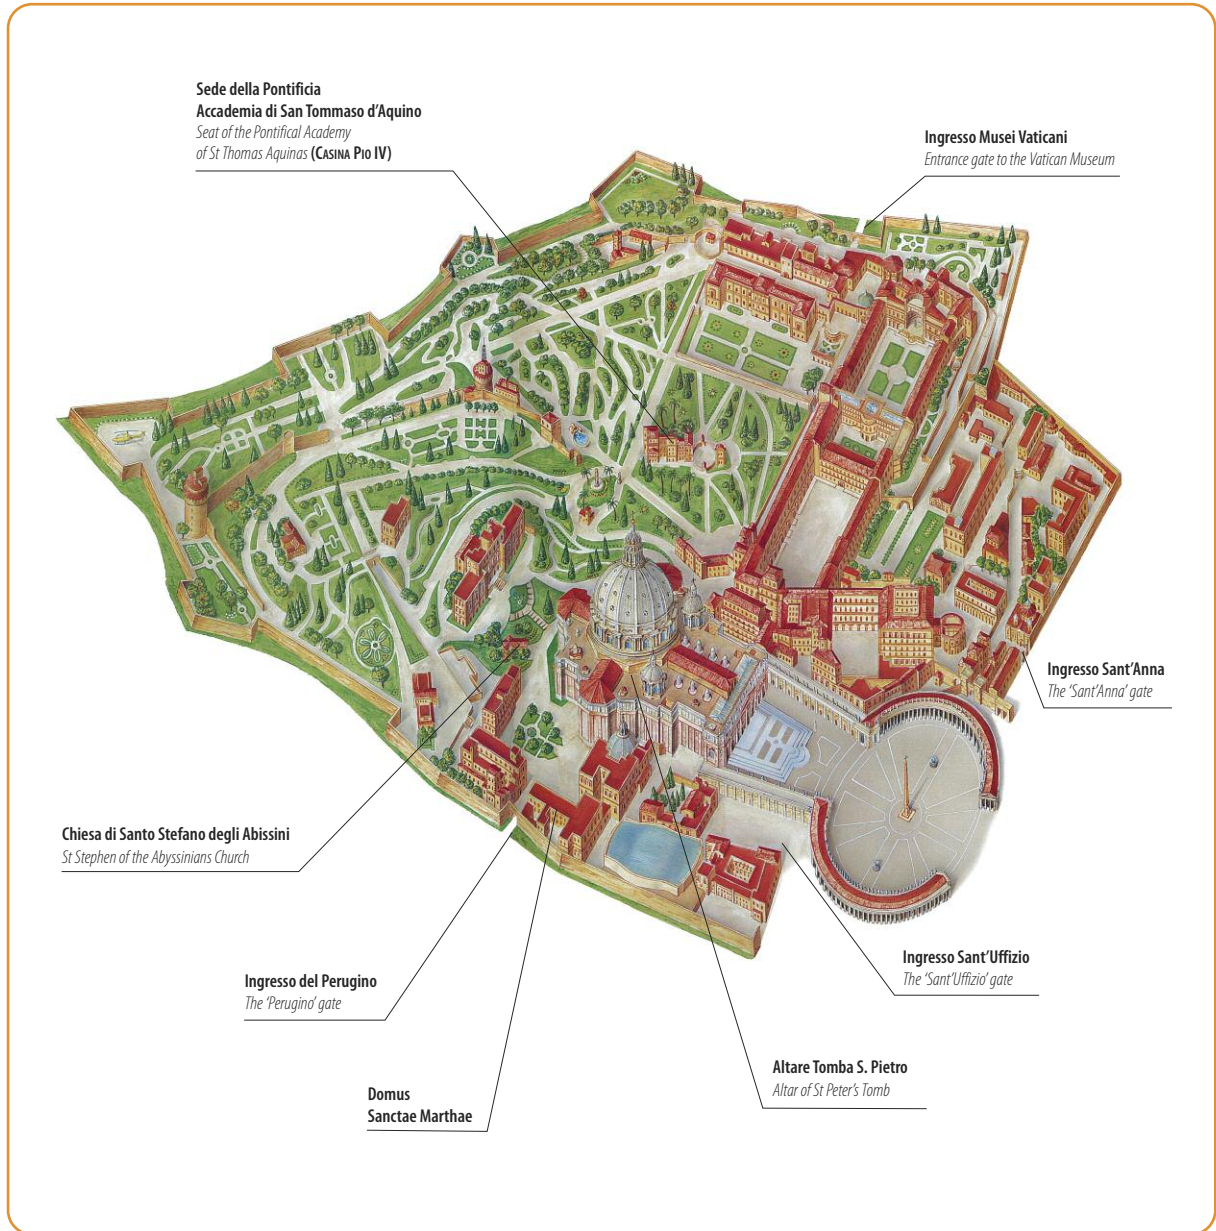 Sede della Pontificia
Accademia di San Tommaso d'Aquino
Seat of the Pontifical Academy
of St Thomas Aquinas (Casina Pio IV)
Ingresso Musei Vaticani
Entrance gate to the Vatican Museum
Ingresso Sant'Anna
The 'Sant'Anna' gate
Chiesa di Santo Stefano degli Abissini
St Stephen of the Abyssinians Church
Ingresso Sant'Uffizio
The 'Sant'Uffizio' gate
Ingresso del Perugino
The 'Perugino' gate
Altare Tomba S. Pietro
Altar of St Peter's Tomb
Domus
Sanctae Marthae